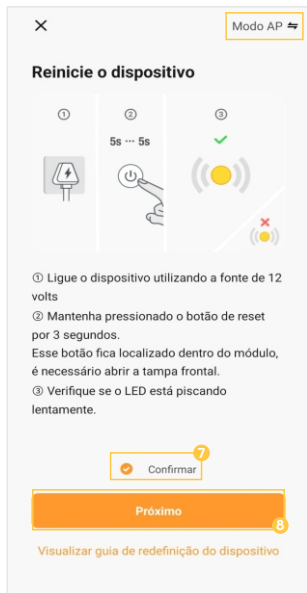 Modo AP
Reinicie o dispositivo
① ② ③
5s ··· 5s
① Ligue o dispositivo utilizando a fonte de 12
volts
② Mantenha pressionado o botão de reset
por 3 segundos.
Esse botão fica localizado dentro do módulo,
é necessário abrir a tampa frontal.
③ Verifique se o LED está piscando
lentamente.
7
Confirmar
Próximo
8
Visualizar guia de redefinição do dispositivo